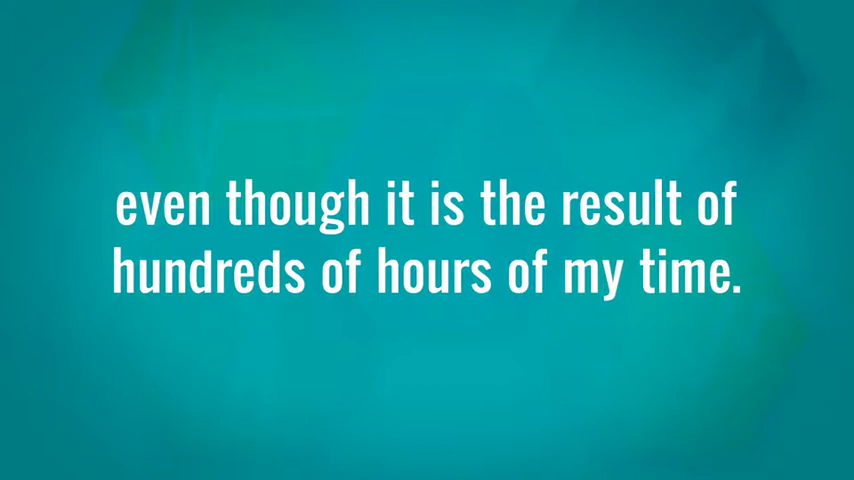 even though it is the result of
hundreds of hours of my time.